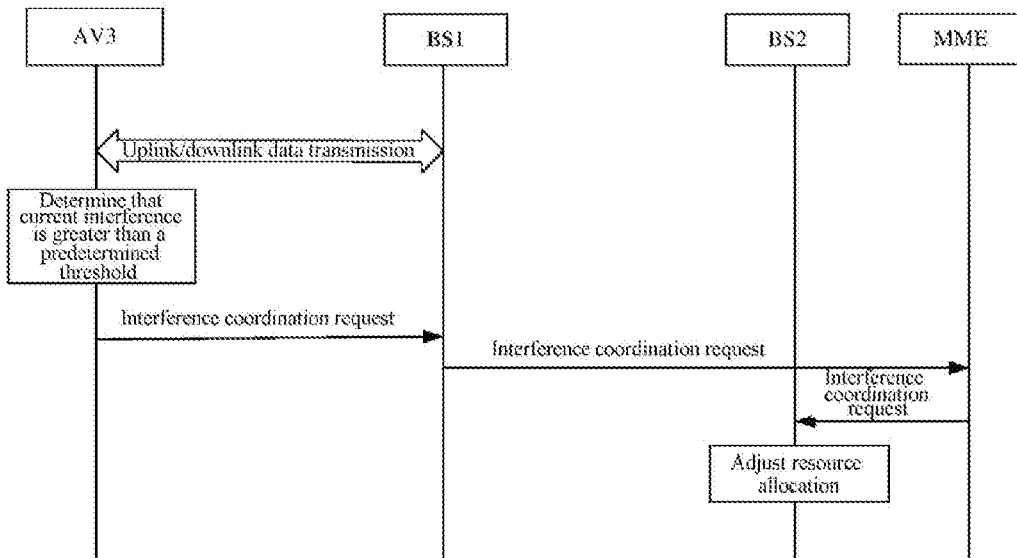 AV3
BS1
BS2
MME
Uplink/downlink data transmission
Determine that
current interference
is greater than a
predetermined
threshold
Interference coordination request
Interference coordination request
Interference
coordination
request
Adjust resource
allocation